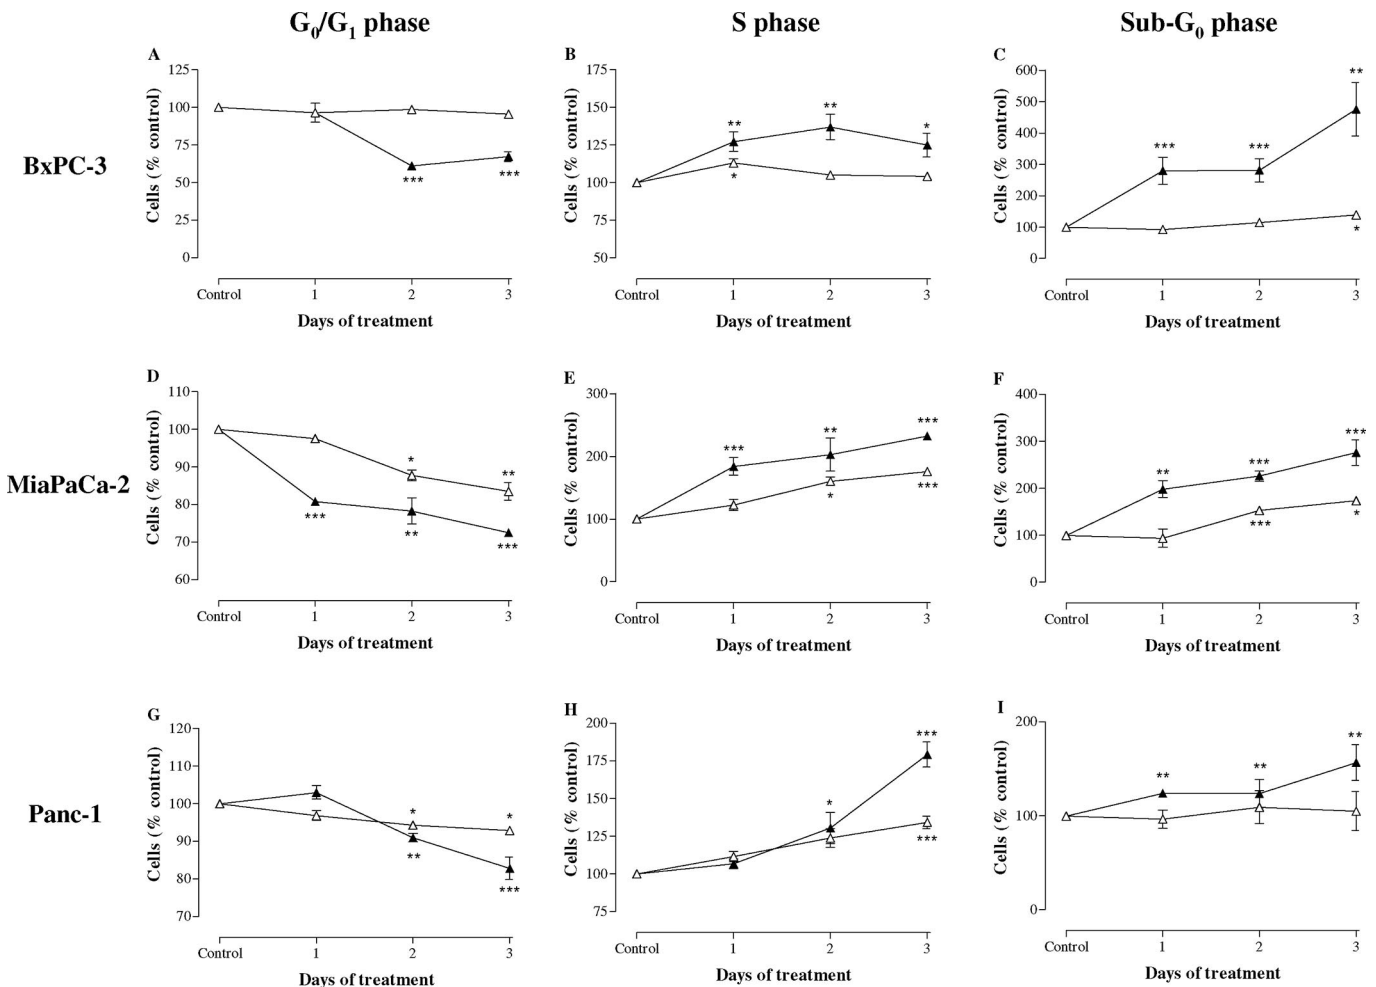 G0/G1 phase
S phase
Sub-G0 phase
BxPC-3
A
Cells (% control)
125
100
75
50
25
0
***
***
Control
1
2
3
Days of treatment
B
Cells (% control)
175
150
125
100
75
50
**
**
*
*
Control
1
2
3
Days of treatment
C
Cells (% control)
600
500
400
300
200
100
0
***
***
**
*
Control
1
2
3
Days of treatment
MiaPaCa-2
D
Cells (% control)
110
100
90
80
70
60
*
**
***
**
***
Control
1
2
3
Days of treatment
E
Cells (% control)
300
200
100
0
***
**
***
*
***
Control
1
2
3
Days of treatment
F
Cells (% control)
400
300
200
100
0
**
***
***
***
*
Control
1
2
3
Days of treatment
Panc-1
G
Cells (% control)
120
110
100
90
80
70
*
*
**
***
Control
1
2
3
Days of treatment
H
Cells (% control)
200
175
150
125
100
75
*
***
***
Control
1
2
3
Days of treatment
I
Cells (% control)
200
100
0
**
**
**
Control
1
2
3
Days of treatment